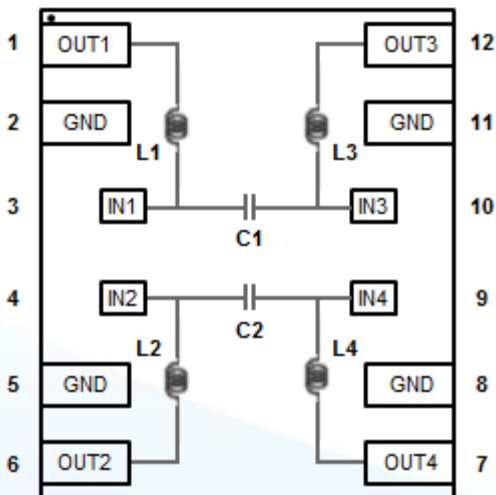 1 OUT1 OUT3 12
2 GND GND 11
L1 L3
3 IN1 IN3 10
C1
4 IN2 IN4 9
C2
L2 L4
5 GND GND 8
6 OUT2 OUT4 7